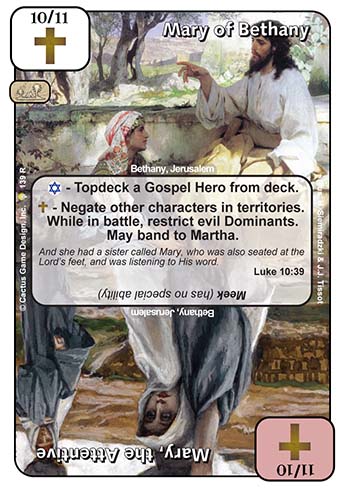 10/11
Mary of Bethany
Bethany, Jerusalem
- Topdeck a Gospel Hero from deck.
- Negate other characters in territories.
While in battle, restrict evil Dominants.
May band to Martha.
And she had a sister called Mary, who was also seated at the
Lord's feet, and was listening to His word.
Luke 10:39
Meek (has no special ability)
Bethany, Jerusalem
Mary, the Attentive
11/10
© Cactus Game Design, Inc.
139 R
& J.J. Tissot